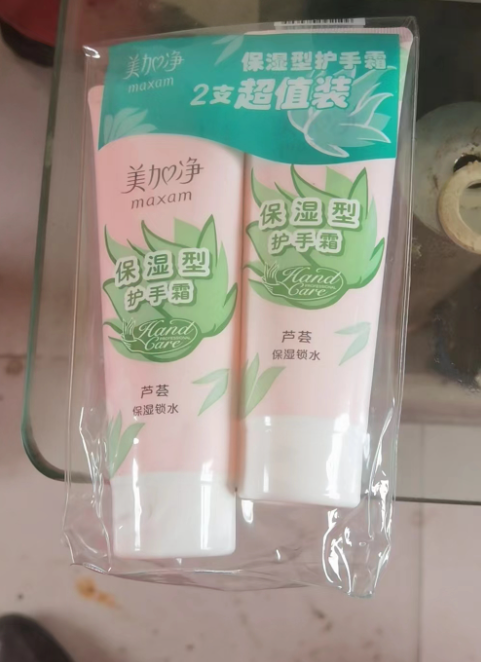 美加净
maxam
保湿型护手霜
2支超值装
美加净
maxam
保湿型
护手霜
Hand
Care
芦荟
保湿锁水
保湿型
护手霜
Hand
Care
芦荟
保湿锁水